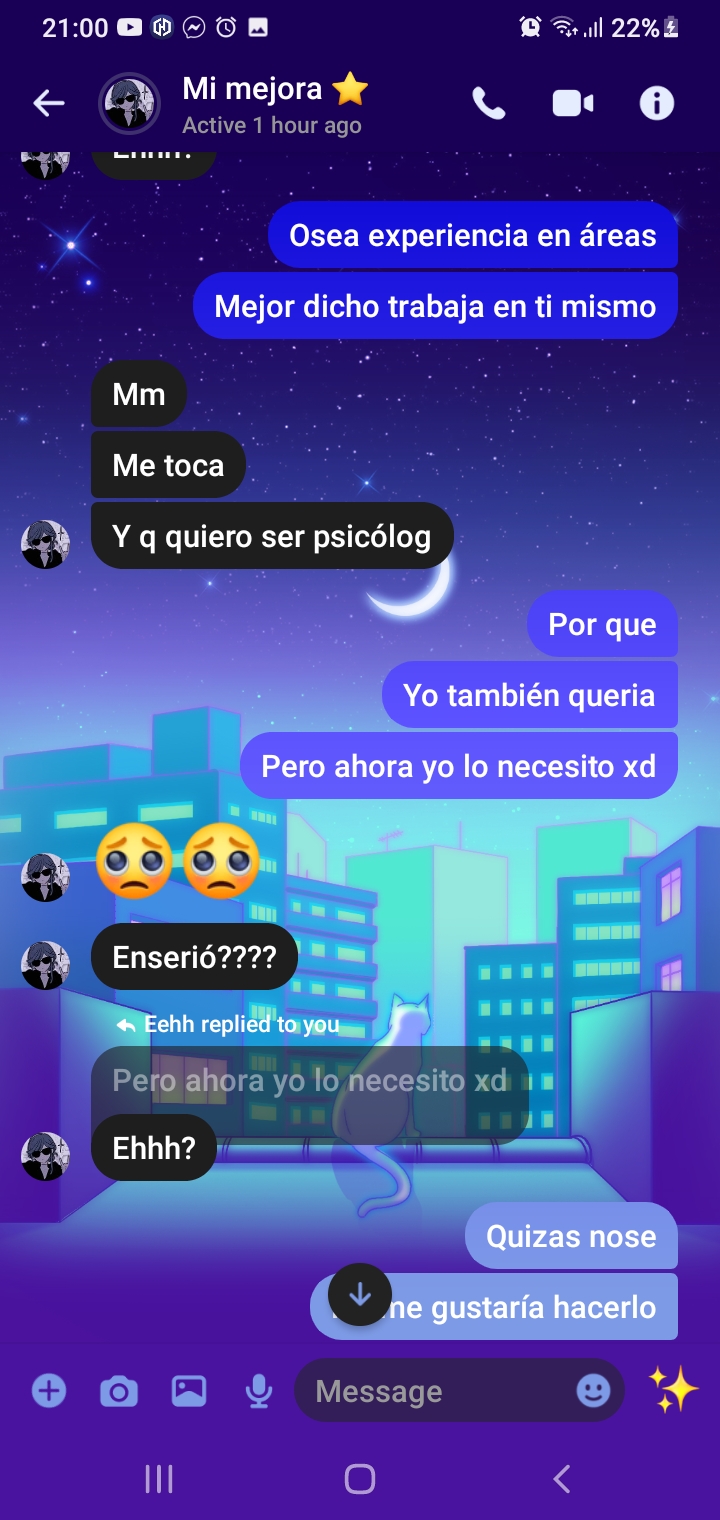 21:00
22%
Mi mejora ⭐
Active 1 hour ago
Ehhh?
Osea experiencia en áreas
Mejor dicho trabaja en ti mismo
Mm
Me toca
Y q quiero ser psicólog
Por que
Yo también queria
Pero ahora yo lo necesito xd
🥺🥺
Enserió????
Eehh replied to you
Pero ahora yo lo necesito xd
Ehhh?
Quizas nose
me gustaría hacerlo
Message